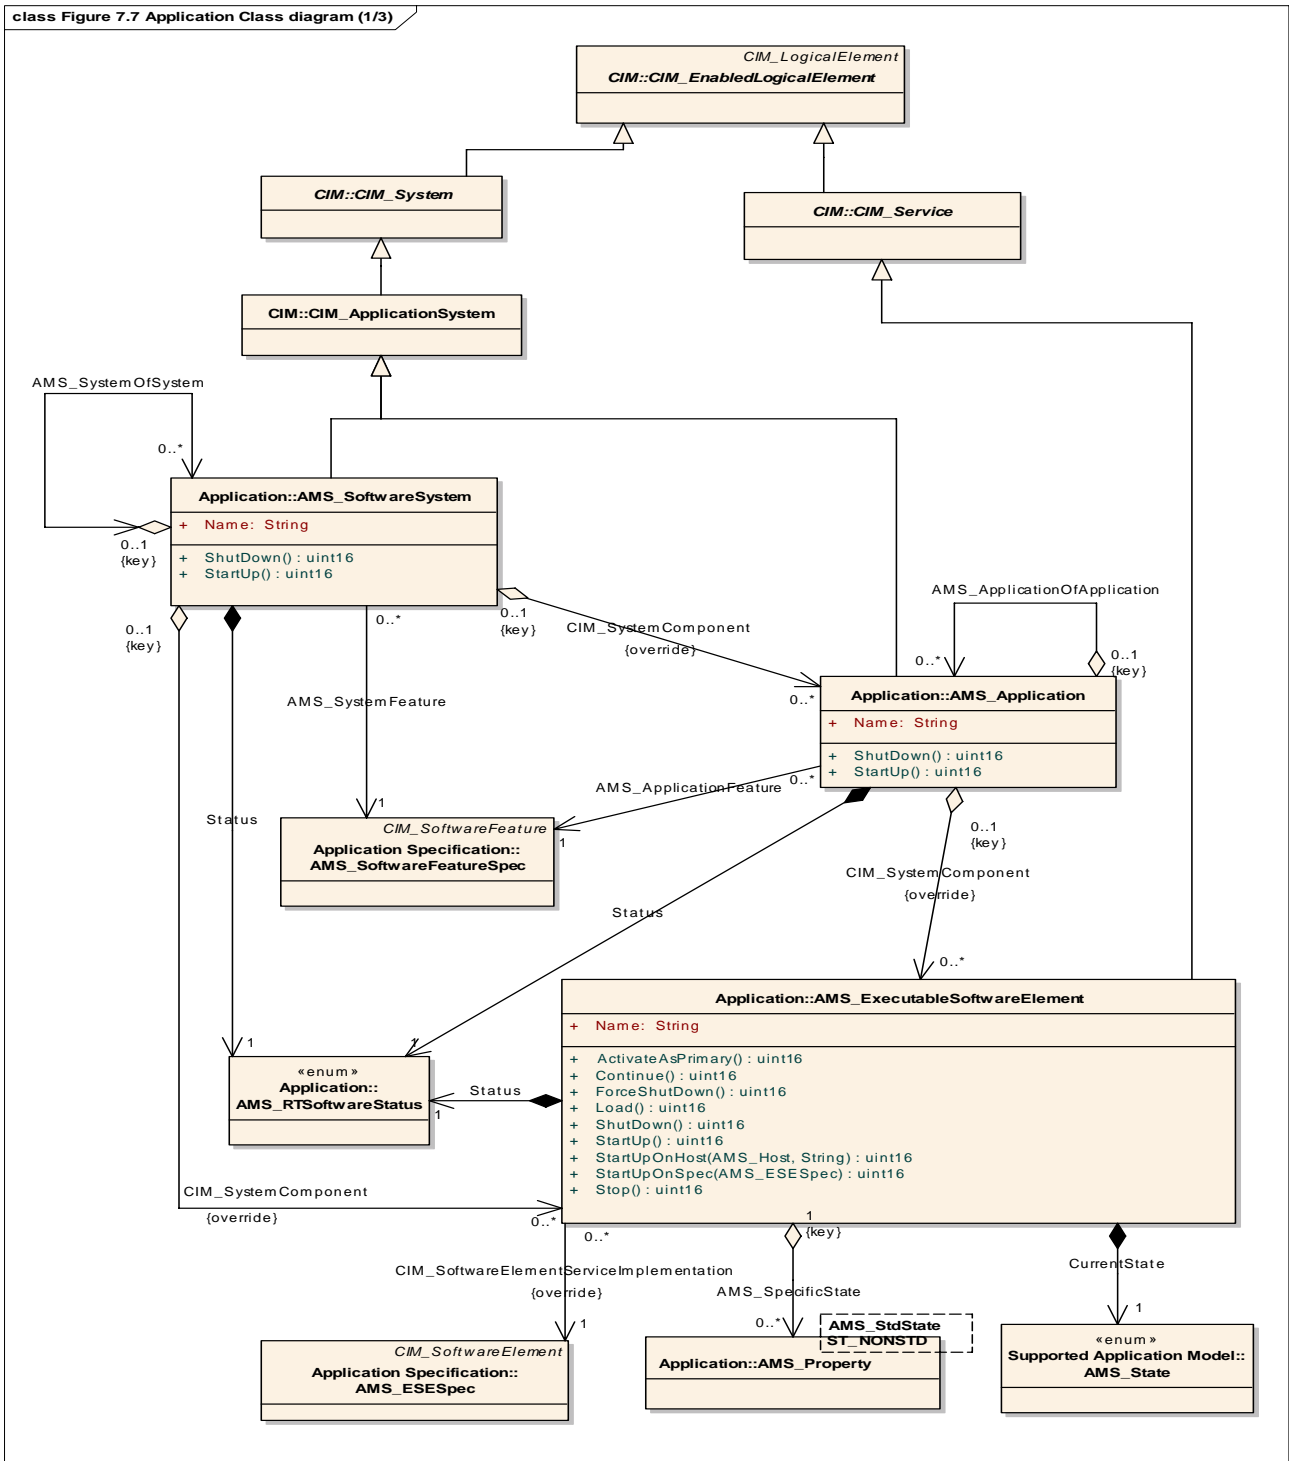 class Figure 7.7 Application Class diagram (1/3)
CIM_LogicalElement
CIM::CIM_EnabledLogicalElement
CIM::CIM_System
CIM::CIM_Service
CIM::CIM_ApplicationSystem
AMS_SystemOfSystem
0..*
Application::AMS_SoftwareSystem
+ Name: String
+ ShutDown() : uint16
+ StartUp() : uint16
0..1
{key}
0..1
{key}
0..*
0..1
{key}
CIM_SystemComponent
{override}
0..*
AMS_ApplicationOfApplication
0..*
0..1
{key}
Application::AMS_Application
+ Name: String
+ ShutDown() : uint16
+ StartUp() : uint16
AMS_SystemFeature
1
0..*
AMS_ApplicationFeature
1
Status
CIM_SoftwareFeature
Application Specification::
AMS_SoftwareFeatureSpec
0..1
{key}
CIM_SystemComponent
{override}
0..*
Status
1
1
Application::AMS_ExecutableSoftwareElement
+ Name: String
+ ActivateAsPrimary() : uint16
+ Continue() : uint16
+ ForceShutDown() : uint16
+ Load() : uint16
+ ShutDown() : uint16
+ StartUp() : uint16
+ StartUpOnHost(AMS_Host, String) : uint16
+ StartUpOnSpec(AMS_ESESpec) : uint16
+ Stop() : uint16
«enum»
Application::
AMS_RTSoftwareStatus
Status
1
CIM_SystemComponent
{override}
0..*
0..*
CIM_SoftwareElementServiceImplementation
{override}
1
1
{key}
AMS_SpecificState
0..*
CurrentState
1
CIM_SoftwareElement
Application Specification::
AMS_ESESpec
AMS_StdState
ST_NONSTD
Application::AMS_Property
«enum»
Supported Application Model::
AMS_State